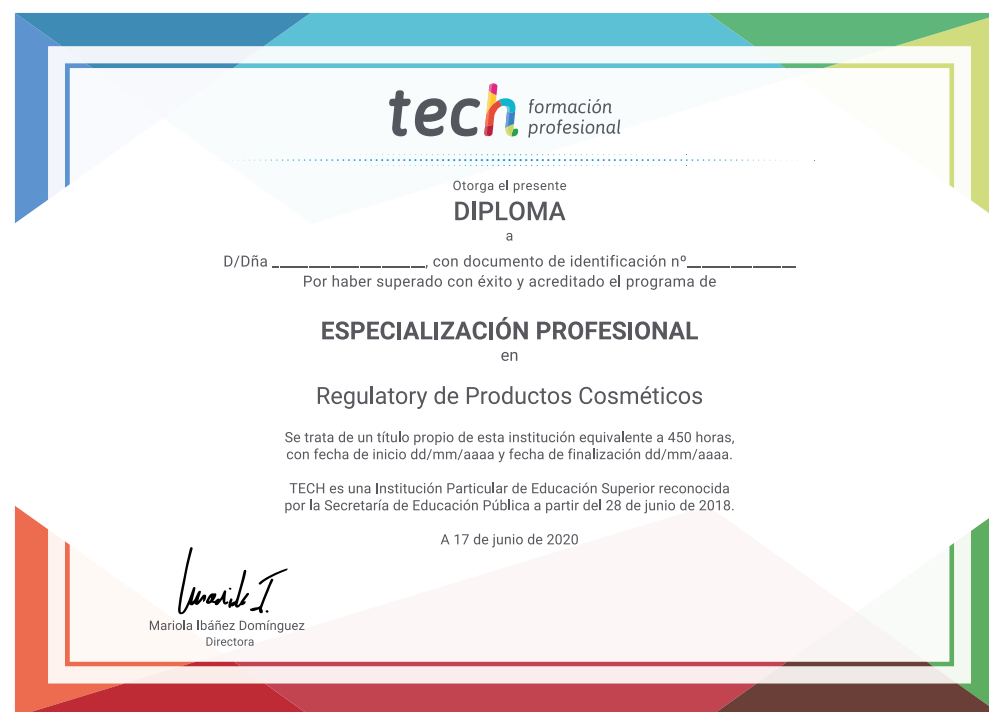 tech formación
profesional
Otorga el presente
DIPLOMA
a
D/Dña ____________________, con documento de identificación nº______________
Por haber superado con éxito y acreditado el programa de
ESPECIALIZACIÓN PROFESIONAL
en
Regulatory de Productos Cosméticos
Se trata de un título propio de esta institución equivalente a 450 horas,
con fecha de inicio dd/mm/aaaa y fecha de finalización dd/mm/aaaa.
TECH es una Institución Particular de Educación Superior reconocida
por la Secretaría de Educación Pública a partir del 28 de junio de 2018.
A 17 de junio de 2020
Mariola Ibáñez Domínguez
Directora